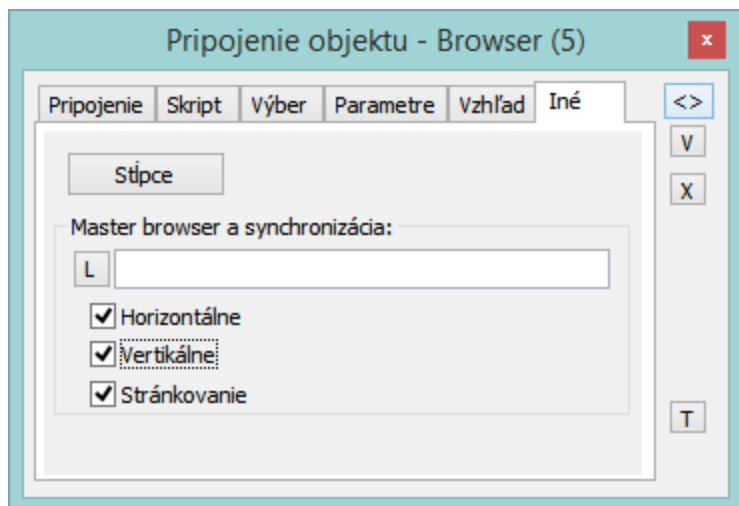 Pripojenie objektu - Browser (5)
x
Pripojenie Skript Výber Parametre Vzhľad Iné
<>
V
X
Stĺpce
Master browser a synchronizácia:
L
Horizontálne
Vertikálne
Stránkovanie
T